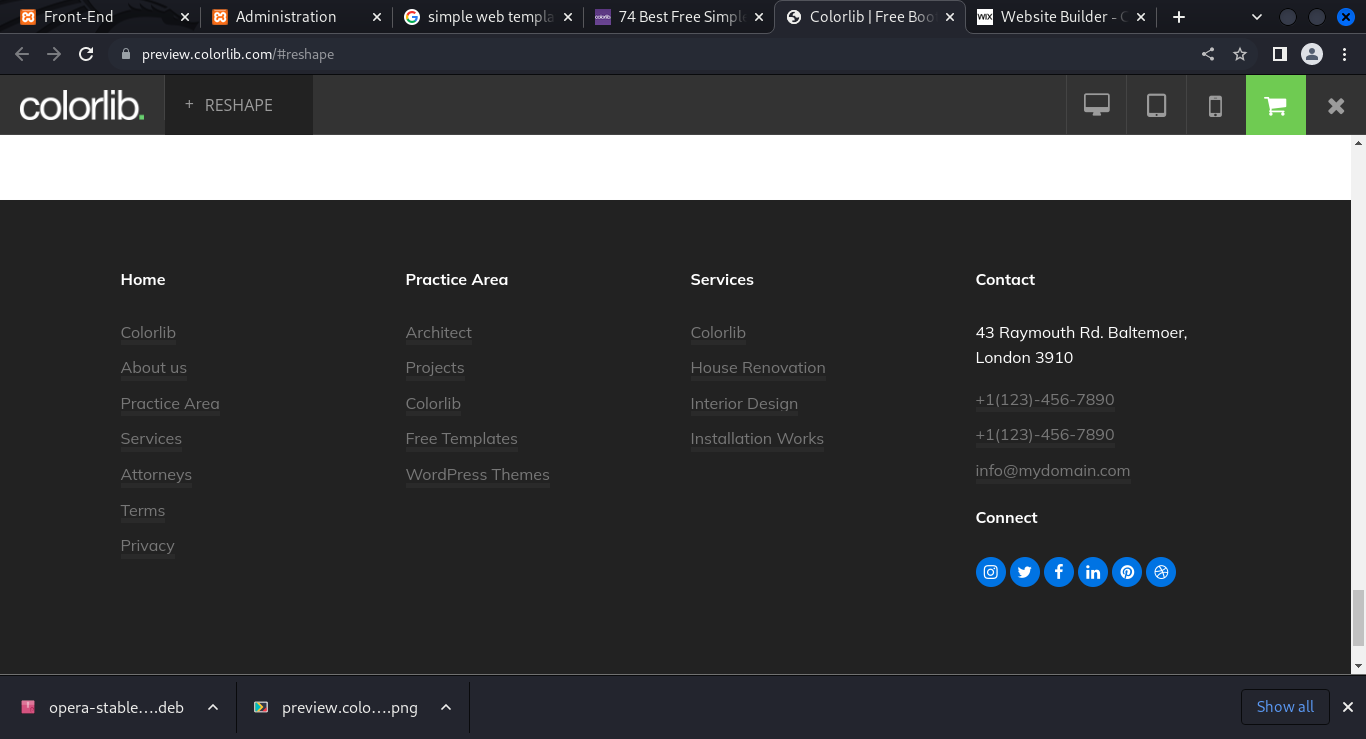 Front-End
Administration
simple web templa
74 Best Free Simple
Colorlib | Free Boo
WIX Website Builder - C
preview.colorlib.com/#reshape
colorlib.
+ RESHAPE
Home
Colorlib
About us
Practice Area
Services
Attorneys
Terms
Privacy
Practice Area
Architect
Projects
Colorlib
Free Templates
WordPress Themes
Services
Colorlib
House Renovation
Interior Design
Installation Works
Contact
43 Raymouth Rd. Baltemoer,
London 3910
+1(123)-456-7890
+1(123)-456-7890
info@mydomain.com
Connect
opera-stable....deb
preview.colo....png
Show all